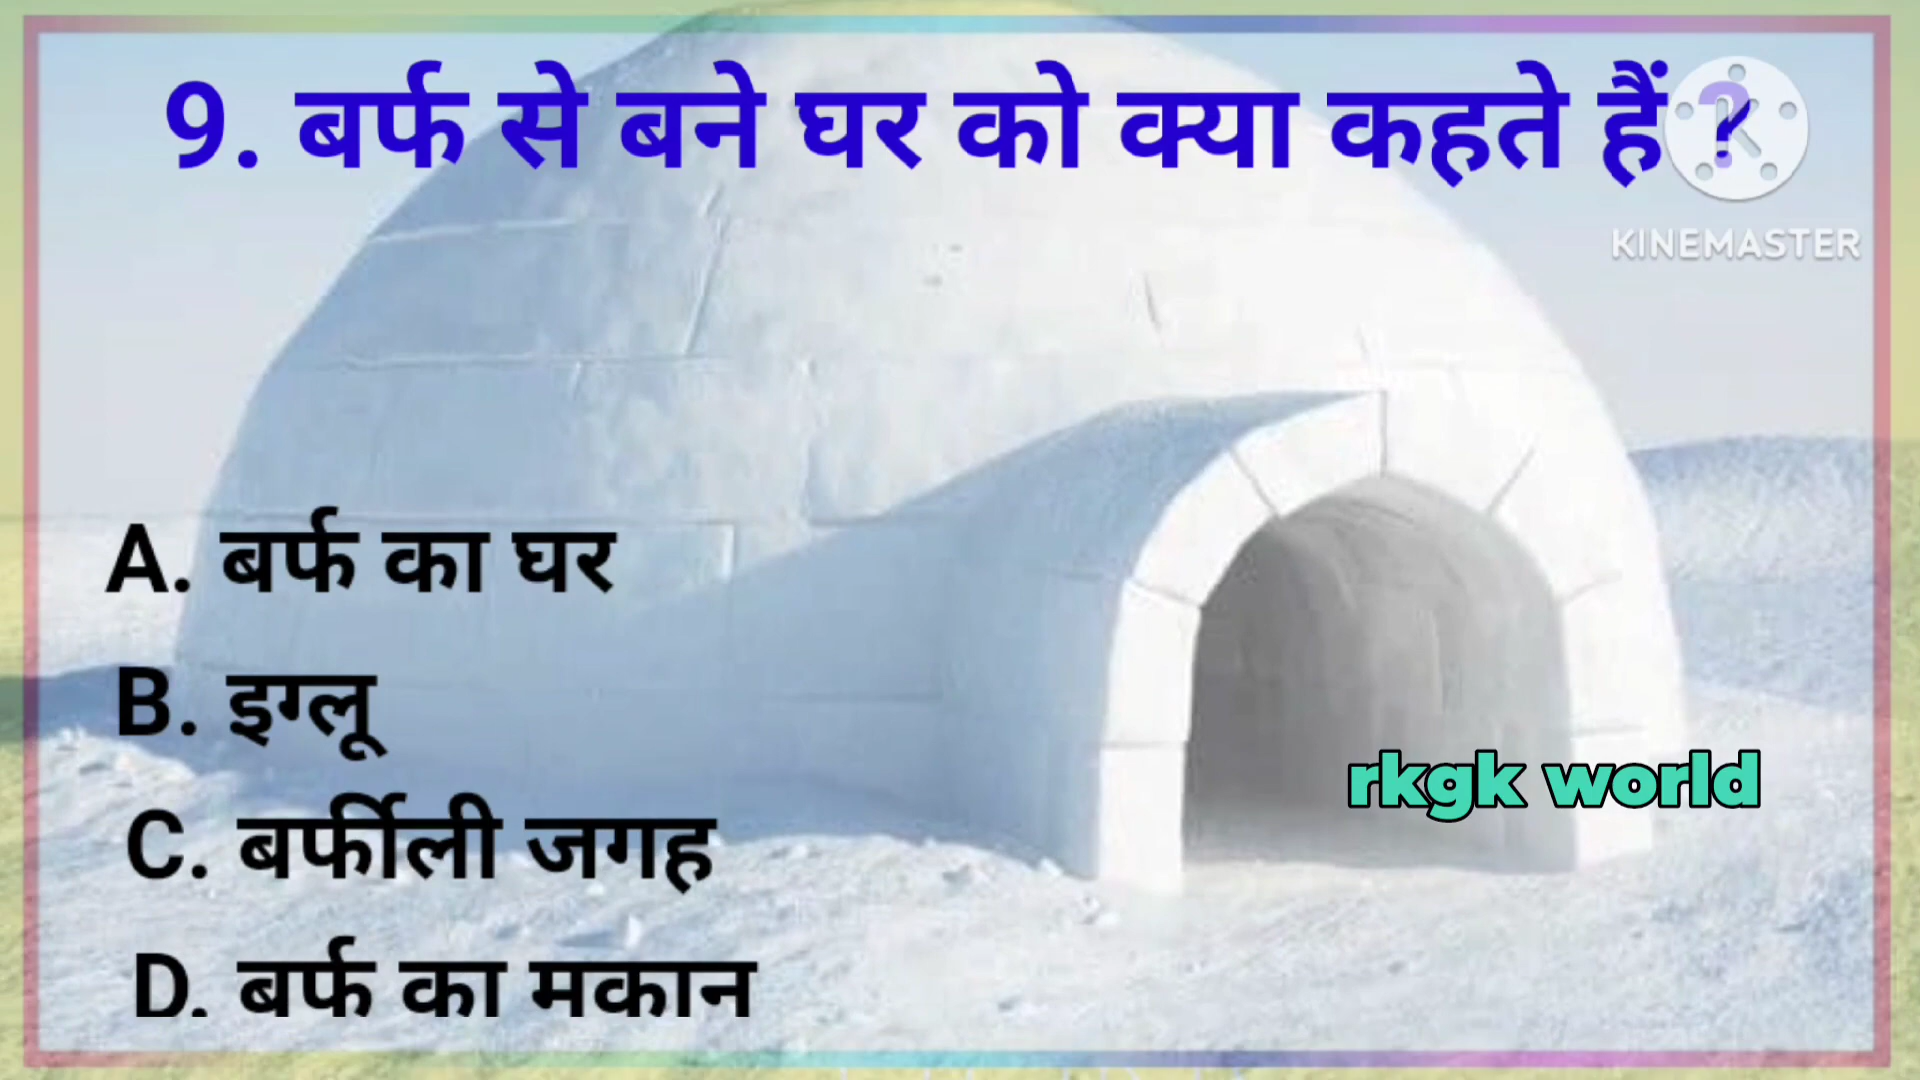 9. बर्फ से बने घर को क्या कहते हैं ?
KINEMASTER
A. बर्फ का घर
B. इग्लू
C. बर्फीली जगह
rkgk world
D. बर्फ का मकान